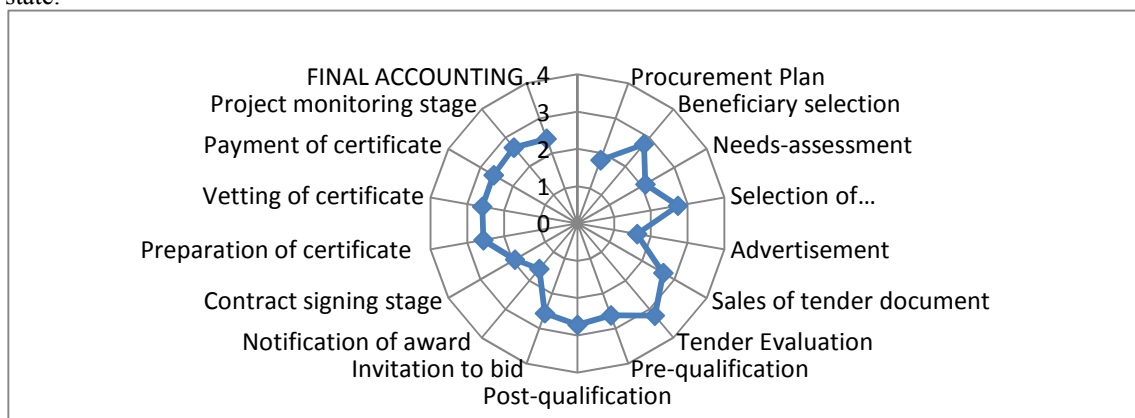 state.
FINAL ACCOUNTING...
4
Procurement Plan
Project monitoring stage
Beneficiary selection
3
Payment of certificate
Needs-assessment
2
Vetting of certificate
1
Selection of...
0
Preparation of certificate
Advertisement
Contract signing stage
Sales of tender document
Notification of award
Tender Evaluation
Invitation to bid
Pre-qualification
Post-qualification